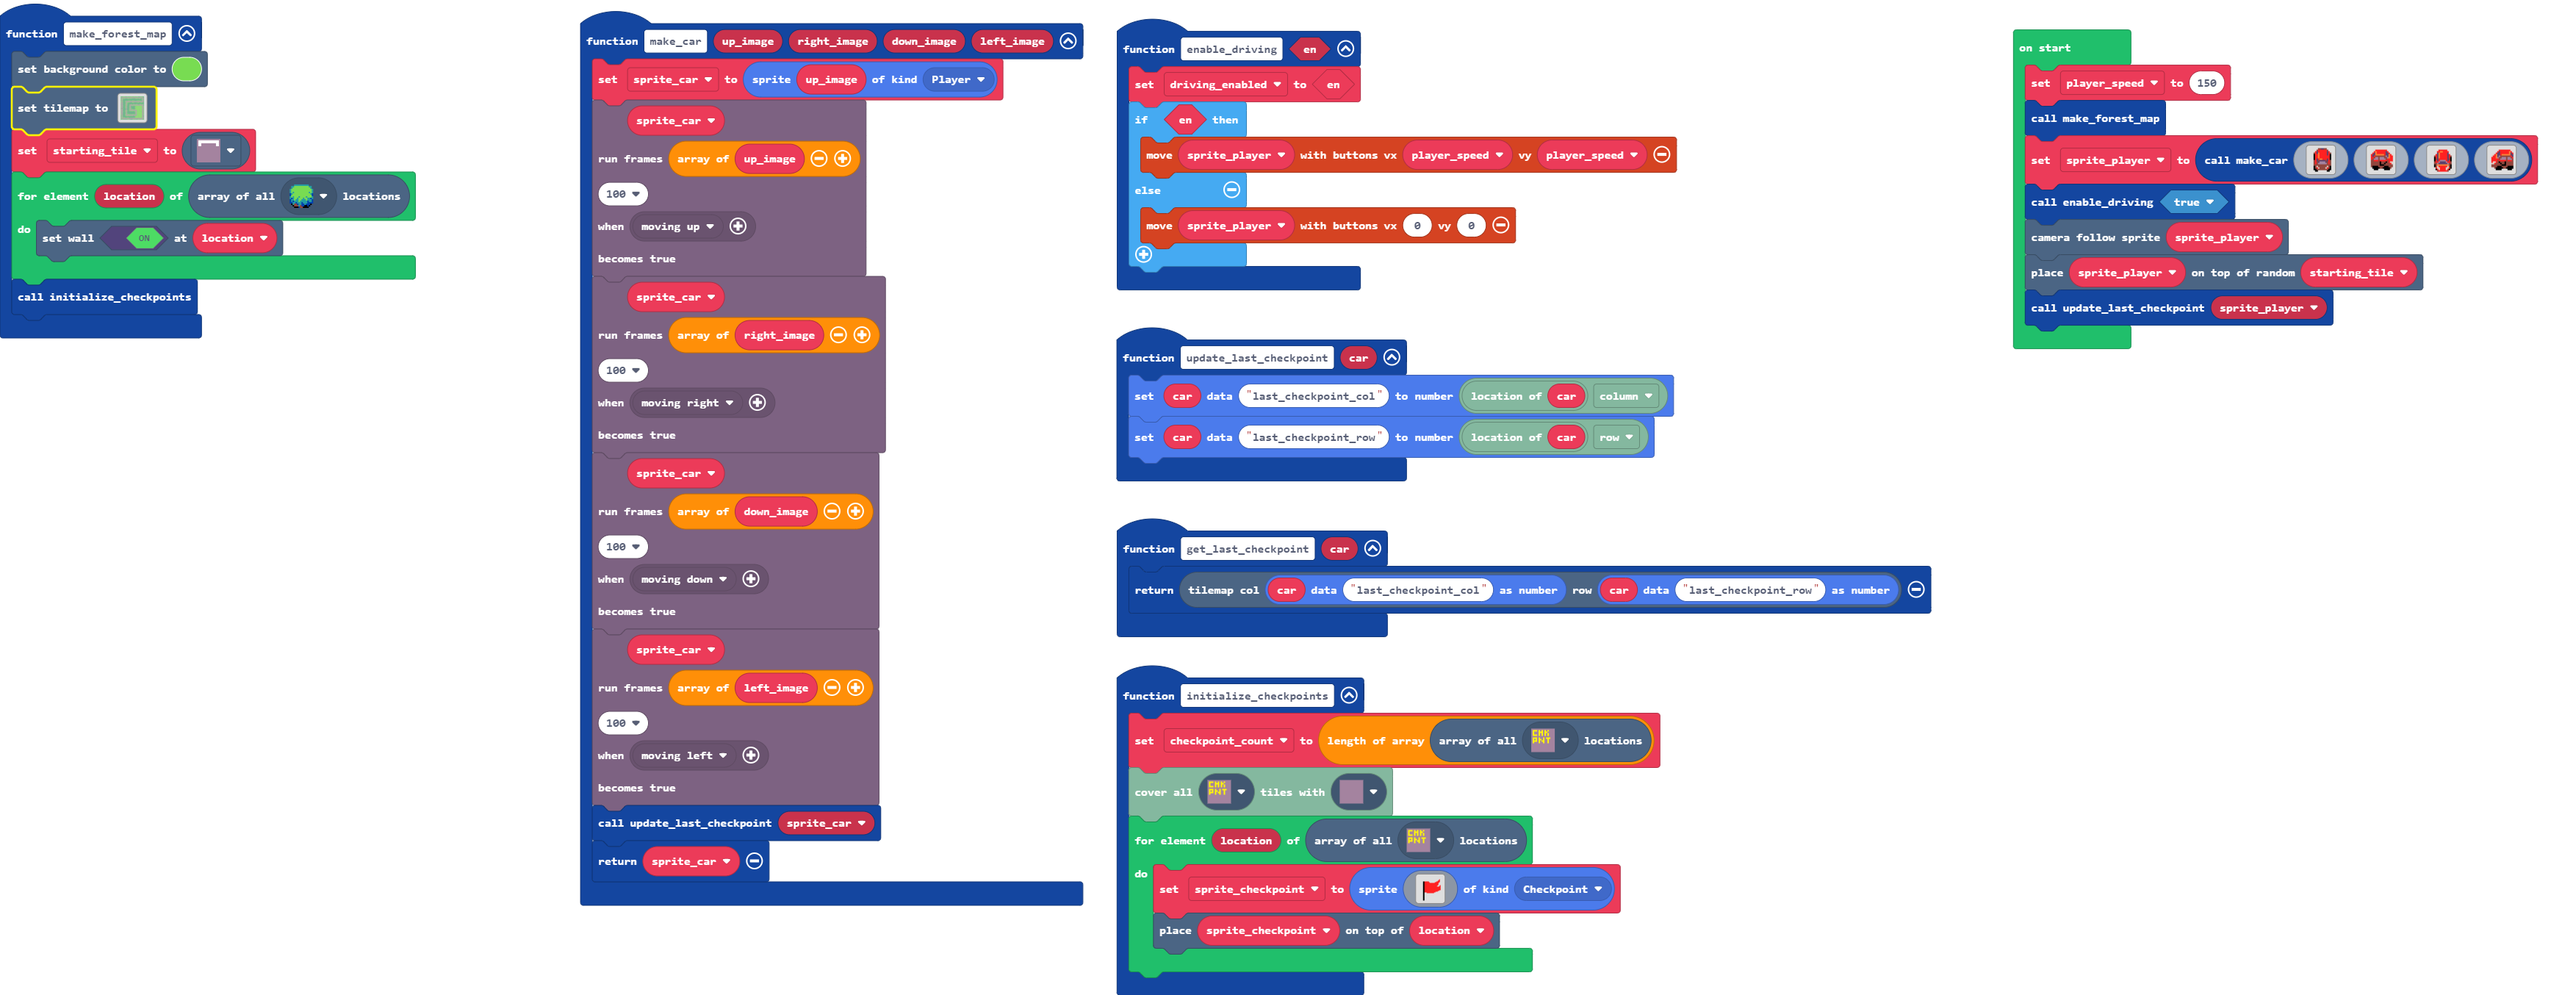 function make_forest_map
set background color to
set tilemap to
set starting_tile to
for element location of array of all locations
do
set wall ON at location
call initialize_checkpoints
function make_car up_image right_image down_image left_image
set sprite_car to sprite up_image of kind Player
sprite_car
run frames array of up_image
100
when moving up
becomes true
sprite_car
run frames array of right_image
100
when moving right
becomes true
sprite_car
run frames array of down_image
100
when moving down
becomes true
sprite_car
run frames array of left_image
100
when moving left
becomes true
call update_last_checkpoint sprite_car
return sprite_car
function enable_driving en
set driving_enabled to en
if en then
move sprite_player with buttons vx player_speed vy player_speed
else
move sprite_player with buttons vx 0 vy 0
function update_last_checkpoint car
set car data "last_checkpoint_col" to number location of car column
set car data "last_checkpoint_row" to number location of car row
function get_last_checkpoint car
return tilemap col car data "last_checkpoint_col" as number row car data "last_checkpoint_row" as number
function initialize_checkpoints
set checkpoint_count to length of array array of all CHK PNT locations
cover all CHK PNT tiles with
for element location of array of all CHK PNT locations
do
set sprite_checkpoint to sprite of kind Checkpoint
place sprite_checkpoint on top of location
on start
set player_speed to 150
call make_forest_map
set sprite_player to call make_car
call enable_driving true
camera follow sprite sprite_player
place sprite_player on top of random starting_tile
call update_last_checkpoint sprite_player